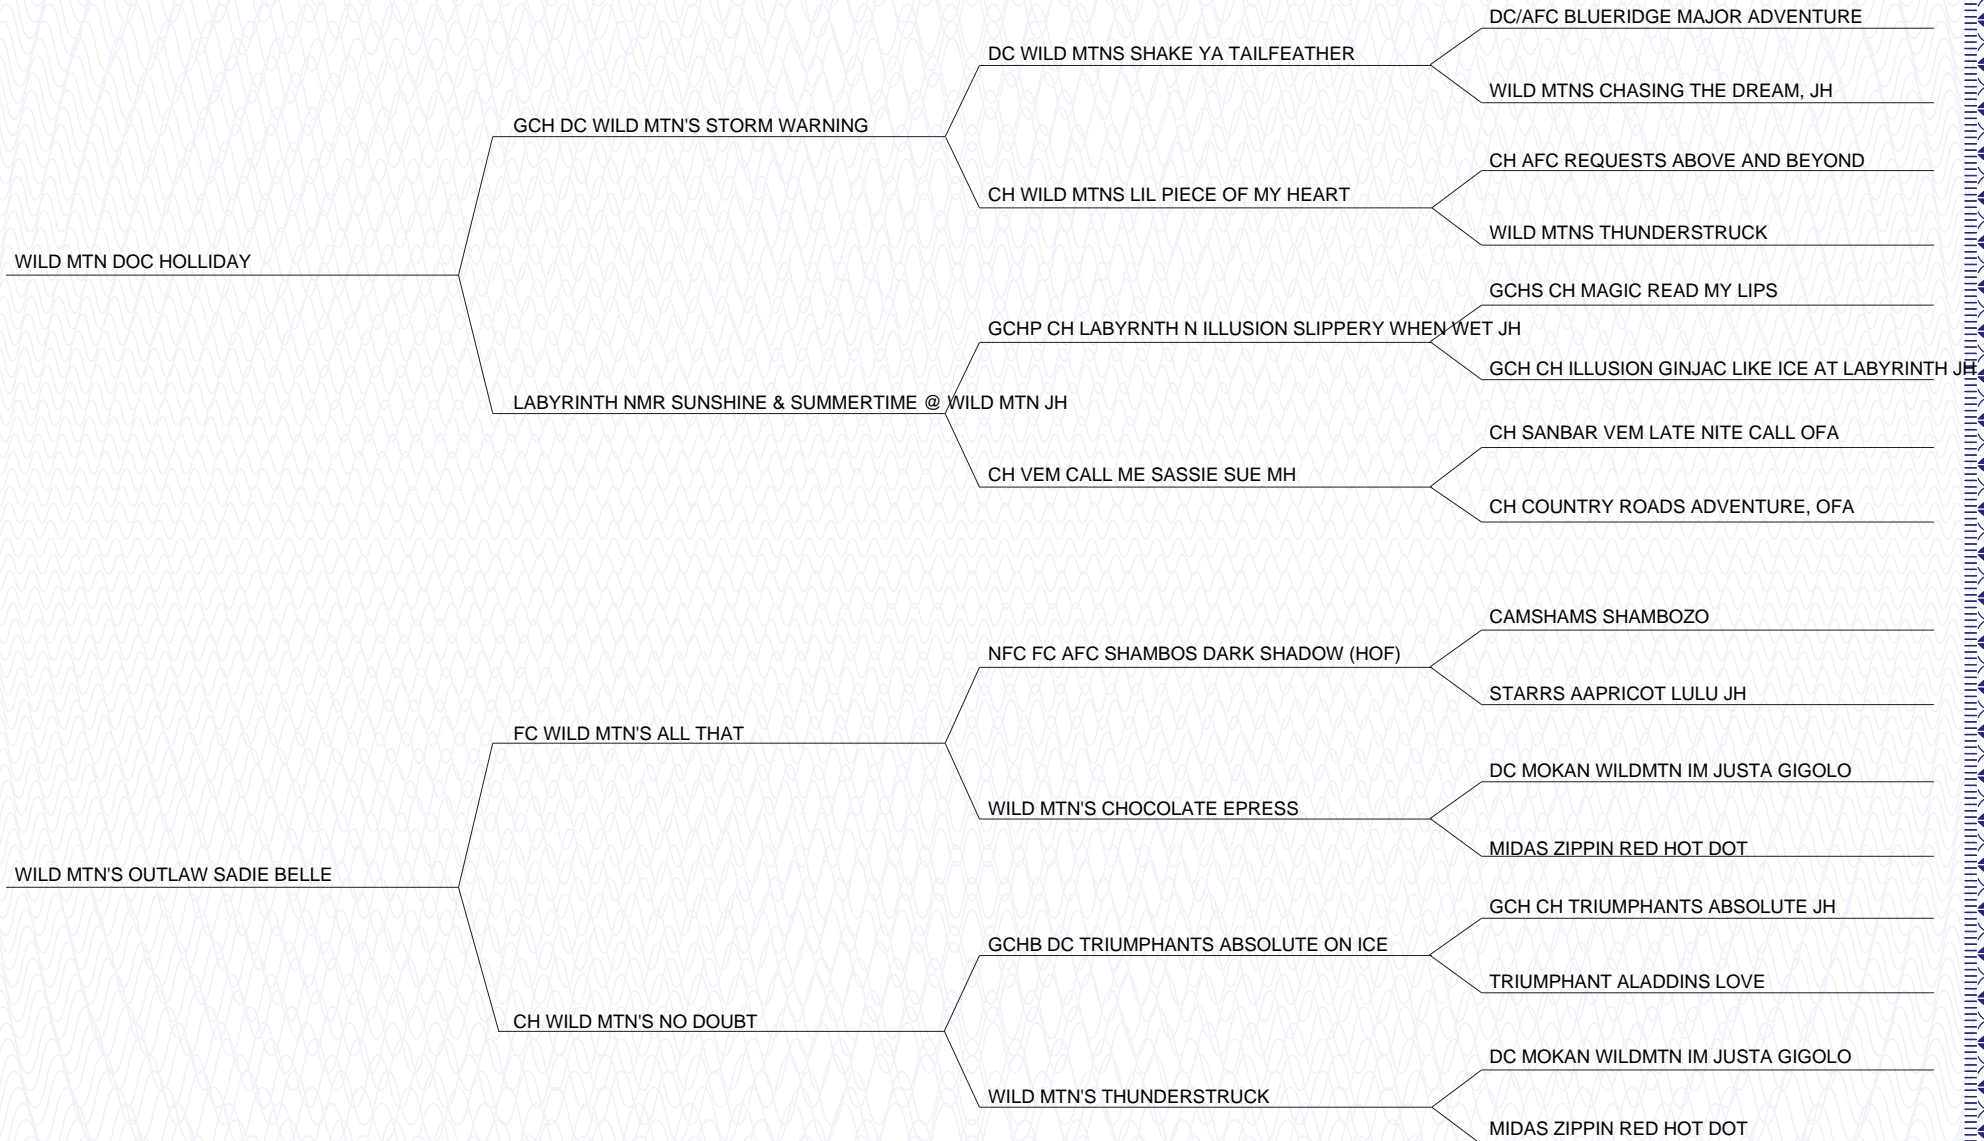 DC/AFC BLUERIDGE MAJOR ADVENTURE
DC WILD MTNS SHAKE YA TAILFEATHER
WILD MTNS CHASING THE DREAM, JH
GCH DC WILD MTN'S STORM WARNING
CH AFC REQUESTS ABOVE AND BEYOND
CH WILD MTNS LIL PIECE OF MY HEART
WILD MTNS THUNDERSTRUCK
WILD MTN DOC HOLLIDAY
GCHS CH MAGIC READ MY LIPS
GCHP CH LABYRNTH N ILLUSION SLIPPERY WHEN WET JH
GCH CH ILLUSION GINJAC LIKE ICE AT LABYRINTH JH
LABYRINTH NMR SUNSHINE & SUMMERTIME @ WILD MTN JH
CH SANBAR VEM LATE NITE CALL OFA
CH VEM CALL ME SASSIE SUE MH
CH COUNTRY ROADS ADVENTURE, OFA
CAMSHAMS SHAMBOZO
NFC FC AFC SHAMBOS DARK SHADOW (HOF)
STARRS AAPRICOT LULU JH
FC WILD MTN'S ALL THAT
DC MOKAN WILDMTN IM JUSTA GIGOLO
WILD MTN'S CHOCOLATE EPRESS
MIDAS ZIPPIN RED HOT DOT
WILD MTN'S OUTLAW SADIE BELLE
GCH CH TRIUMPHANTS ABSOLUTE JH
GCHB DC TRIUMPHANTS ABSOLUTE ON ICE
TRIUMPHANT ALADDINS LOVE
CH WILD MTN'S NO DOUBT
DC MOKAN WILDMTN IM JUSTA GIGOLO
WILD MTN'S THUNDERSTRUCK
MIDAS ZIPPIN RED HOT DOT